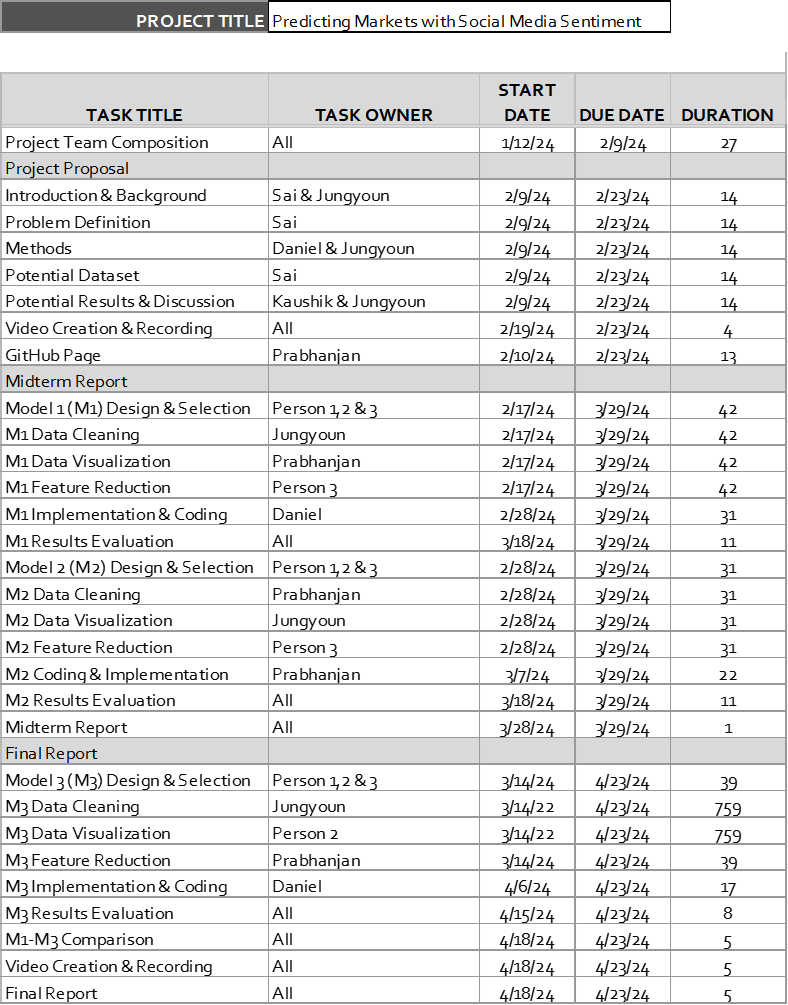 PROJECT TITLE Predicting Markets with Social Media Sentiment
TASK TITLE TASK OWNER START DATE DUE DATE DURATION
Project Team Composition All 1/12/24 2/9/24 27
Project Proposal
Introduction & Background Sai & Jungyoun 2/9/24 2/23/24 14
Problem Definition Sai 2/9/24 2/23/24 14
Methods Daniel & Jungyoun 2/9/24 2/23/24 14
Potential Dataset Sai 2/9/24 2/23/24 14
Potential Results & Discussion Kaushik & Jungyoun 2/9/24 2/23/24 14
Video Creation & Recording All 2/19/24 2/23/24 4
GitHub Page Prabhanjan 2/10/24 2/23/24 13
Midterm Report
Model 1 (M1) Design & Selection Person 1,2 & 3 2/17/24 3/29/24 42
M1 Data Cleaning Jungyoun 2/17/24 3/29/24 42
M1 Data Visualization Prabhanjan 2/17/24 3/29/24 42
M1 Feature Reduction Person 3 2/17/24 3/29/24 42
M1 Implementation & Coding Daniel 2/28/24 3/29/24 31
M1 Results Evaluation All 3/18/24 3/29/24 11
Model 2 (M2) Design & Selection Person 1,2 & 3 2/28/24 3/29/24 31
M2 Data Cleaning Prabhanjan 2/28/24 3/29/24 31
M2 Data Visualization Jungyoun 2/28/24 3/29/24 31
M2 Feature Reduction Person 3 2/28/24 3/29/24 31
M2 Coding & Implementation Prabhanjan 3/7/24 3/29/24 22
M2 Results Evaluation All 3/18/24 3/29/24 11
Midterm Report All 3/28/24 3/29/24 1
Final Report
Model 3 (M3) Design & Selection Person 1,2 & 3 3/14/24 4/23/24 39
M3 Data Cleaning Jungyoun 3/14/22 4/23/24 759
M3 Data Visualization Person 2 3/14/22 4/23/24 759
M3 Feature Reduction Prabhanjan 3/14/24 4/23/24 39
M3 Implementation & Coding Daniel 4/6/24 4/23/24 17
M3 Results Evaluation All 4/15/24 4/23/24 8
M1-M3 Comparison All 4/18/24 4/23/24 5
Video Creation & Recording All 4/18/24 4/23/24 5
Final Report All 4/18/24 4/23/24 5